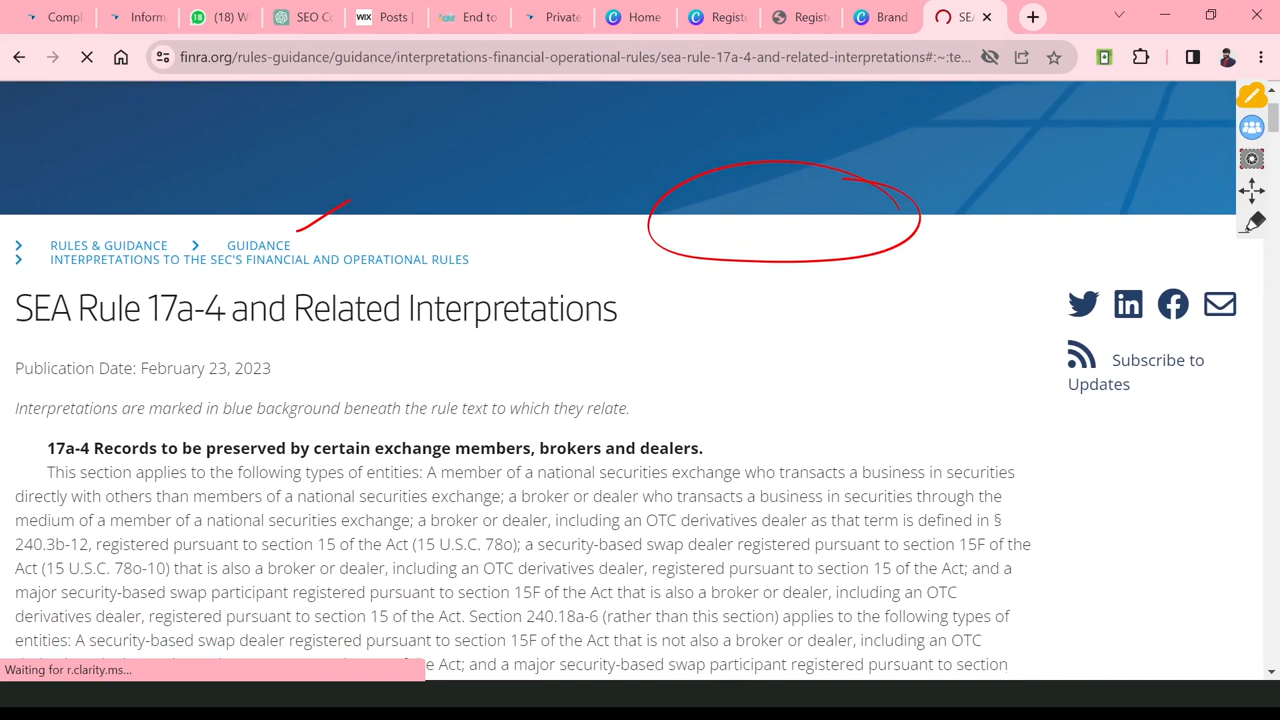 Compl
Inform
(18) W
SEO Co
WIX Posts |
End to
Private
Home
Registe
Registr
Brand
SEA
finra.org/rules-guidance/guidance/interpretations-financial-operational-rules/sea-rule-17a-4-and-related-interpretations#:~:te...
RULES & GUIDANCE GUIDANCE
INTERPRETATIONS TO THE SEC'S FINANCIAL AND OPERATIONAL RULES
SEA Rule 17a-4 and Related Interpretations
Publication Date: February 23, 2023
Interpretations are marked in blue background beneath the rule text to which they relate.
17a-4 Records to be preserved by certain exchange members, brokers and dealers.
This section applies to the following types of entities: A member of a national securities exchange who transacts a business in securities
directly with others than members of a national securities exchange; a broker or dealer who transacts a business in securities through the
medium of a member of a national securities exchange; a broker or dealer, including an OTC derivatives dealer as that term is defined in §
240.3b-12, registered pursuant to section 15 of the Act (15 U.S.C. 78o); a security-based swap dealer registered pursuant to section 15F of the
Act (15 U.S.C. 78o-10) that is also a broker or dealer, including an OTC derivatives dealer, registered pursuant to section 15 of the Act; and a
major security-based swap participant registered pursuant to section 15F of the Act that is also a broker or dealer, including an OTC
derivatives dealer, registered pursuant to section 15 of the Act. Section 240.18a-6 (rather than this section) applies to the following types of
entities: A security-based swap dealer registered pursuant to section 15F of the Act that is not also a broker or dealer, including an OTC
e Act; and a major security-based swap participant registered pursuant to section
Subscribe to
Updates
Waiting for r.clarity.ms...